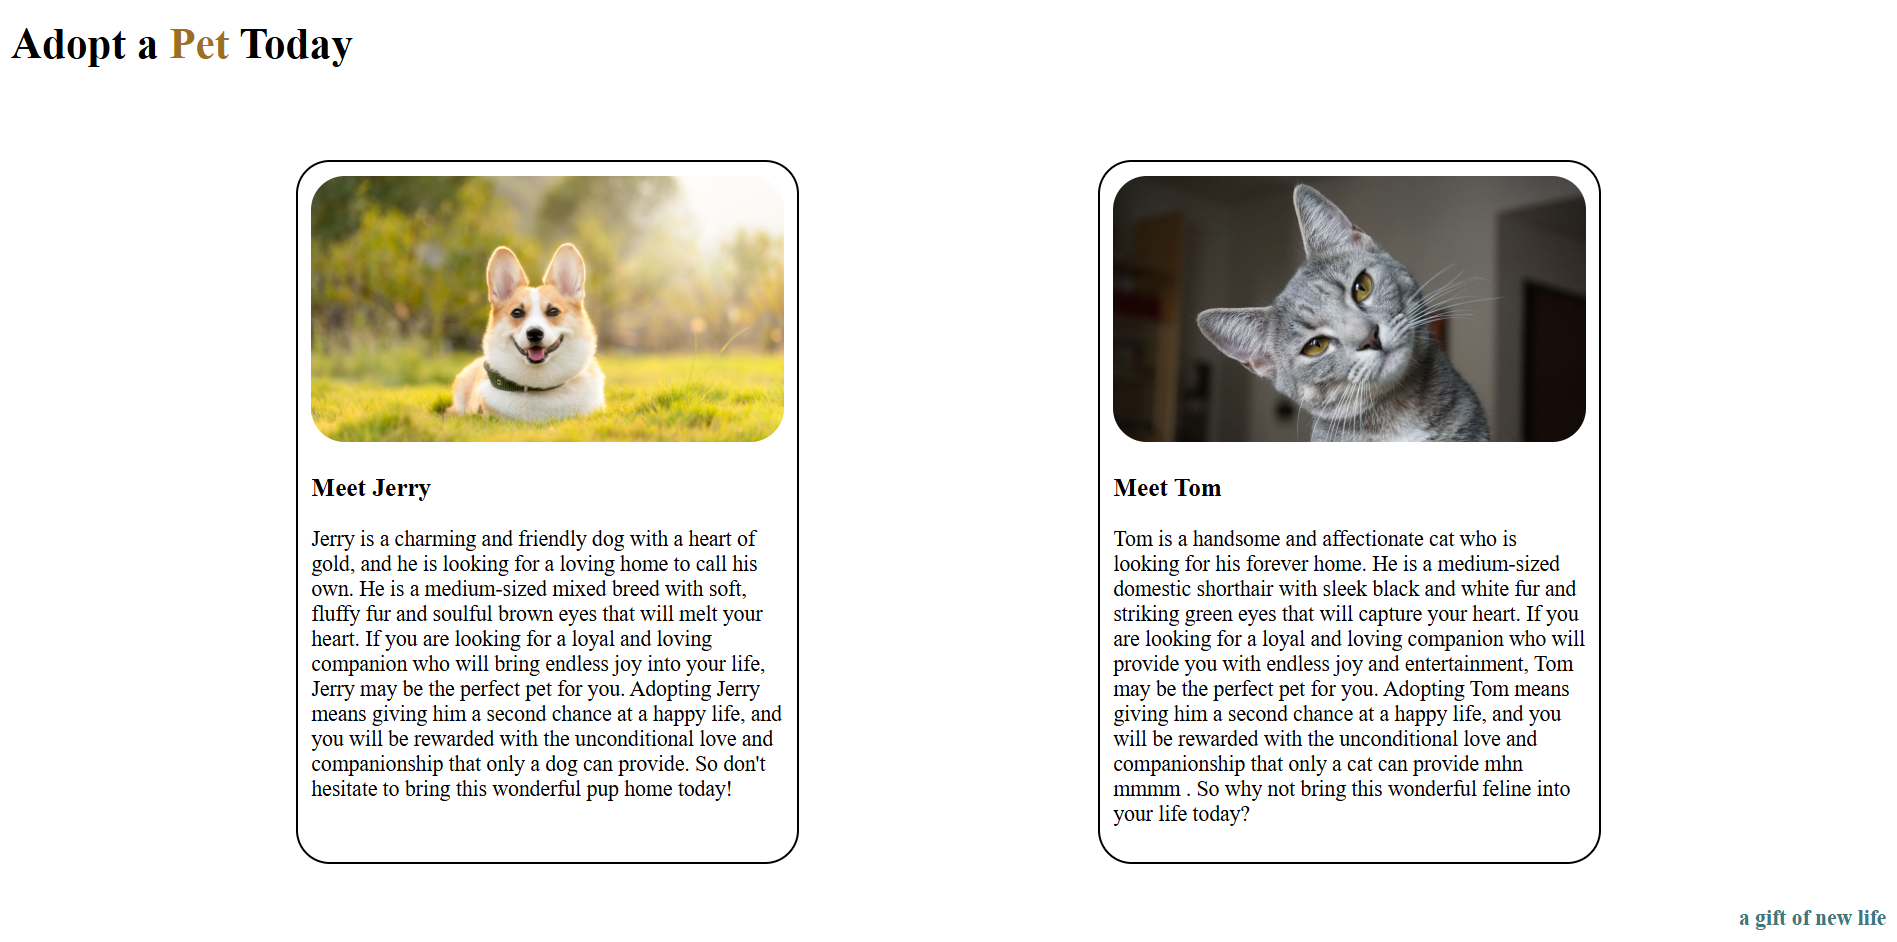 Adopt a Pet Today
Meet Jerry
Jerry is a charming and friendly dog with a heart of
gold, and he is looking for a loving home to call his
own. He is a medium-sized mixed breed with soft,
fluffy fur and soulful brown eyes that will melt your
heart. If you are looking for a loyal and loving
companion who will bring endless joy into your life,
Jerry may be the perfect pet for you. Adopting Jerry
means giving him a second chance at a happy life, and
you will be rewarded with the unconditional love and
companionship that only a dog can provide. So don't
hesitate to bring this wonderful pup home today!
Meet Tom
Tom is a handsome and affectionate cat who is
looking for his forever home. He is a medium-sized
domestic shorthair with sleek black and white fur and
striking green eyes that will capture your heart. If you
are looking for a loyal and loving companion who will
provide you with endless joy and entertainment, Tom
may be the perfect pet for you. Adopting Tom means
giving him a second chance at a happy life, and you
will be rewarded with the unconditional love and
companionship that only a cat can provide mhn
mmmm . So why not bring this wonderful feline into
your life today?
a gift of new life